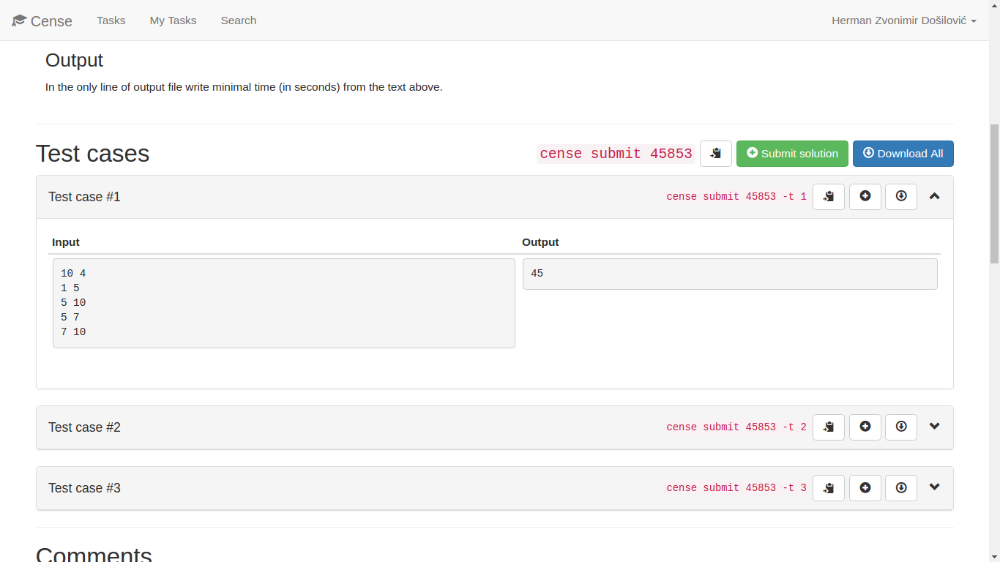 Cense Tasks My Tasks Search Herman Zvonimir Došilović
Output
In the only line of output file write minimal time (in seconds) from the text above.
Test cases cense submit 45853 Submit solution Download All
Test case #1 cense submit 45853 -t 1
Input Output
10 4 45
1 5
5 10
5 7
7 10
Test case #2 cense submit 45853 -t 2
Test case #3 cense submit 45853 -t 3
Comments